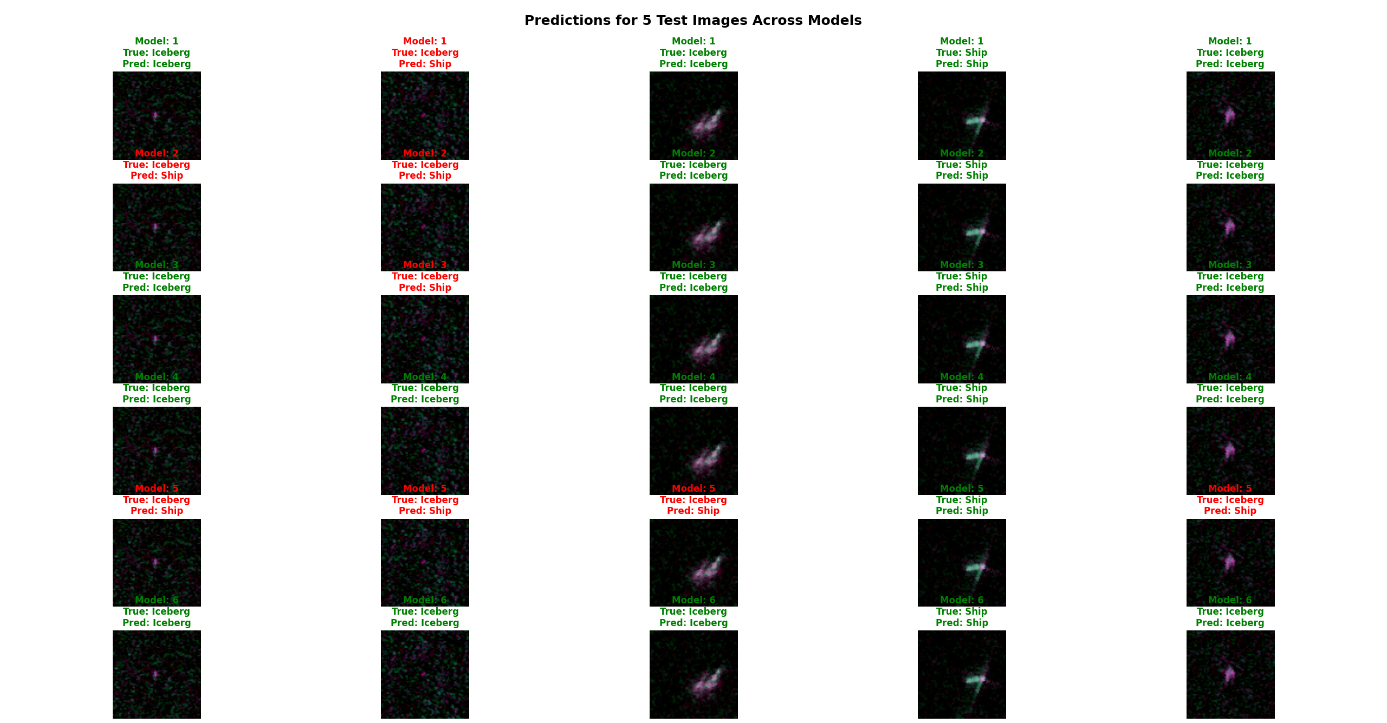 Predictions for 5 Test Images Across Models
Model: 1
True: Iceberg
Pred: Iceberg
Model: 1
True: Iceberg
Pred: Ship
Model: 1
True: Iceberg
Pred: Iceberg
Model: 1
True: Ship
Pred: Ship
Model: 1
True: Iceberg
Pred: Iceberg
Model: 2
True: Iceberg
Pred: Ship
Model: 2
True: Iceberg
Pred: Ship
Model: 2
True: Iceberg
Pred: Iceberg
Model: 2
True: Ship
Pred: Ship
Model: 2
True: Iceberg
Pred: Iceberg
Model: 3
True: Iceberg
Pred: Iceberg
Model: 3
True: Iceberg
Pred: Ship
Model: 3
True: Iceberg
Pred: Iceberg
Model: 3
True: Ship
Pred: Ship
Model: 3
True: Iceberg
Pred: Iceberg
Model: 4
True: Iceberg
Pred: Iceberg
Model: 4
True: Iceberg
Pred: Iceberg
Model: 4
True: Iceberg
Pred: Iceberg
Model: 4
True: Ship
Pred: Ship
Model: 4
True: Iceberg
Pred: Iceberg
Model: 5
True: Iceberg
Pred: Ship
Model: 5
True: Iceberg
Pred: Ship
Model: 5
True: Iceberg
Pred: Ship
Model: 5
True: Ship
Pred: Ship
Model: 5
True: Iceberg
Pred: Ship
Model: 6
True: Iceberg
Pred: Iceberg
Model: 6
True: Iceberg
Pred: Iceberg
Model: 6
True: Iceberg
Pred: Iceberg
Model: 6
True: Ship
Pred: Ship
Model: 6
True: Iceberg
Pred: Iceberg